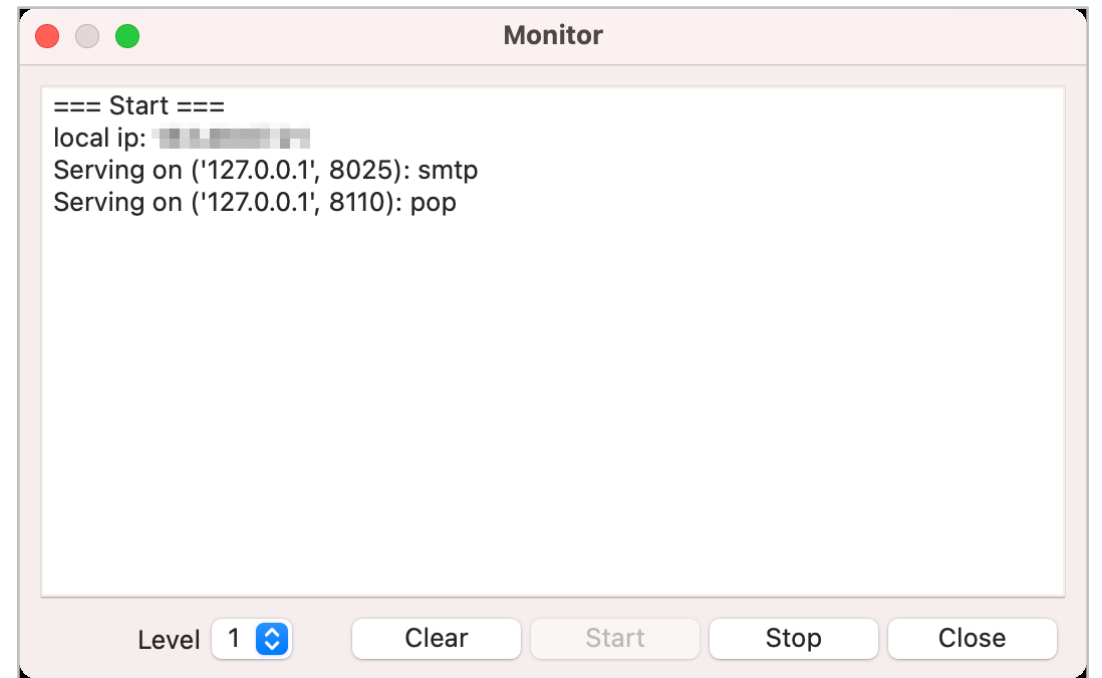 Monitor
=== Start ===
local ip:
Serving on ('127.0.0.1', 8025): smtp
Serving on ('127.0.0.1', 8110): pop
Level 1 Clear Start Stop Close